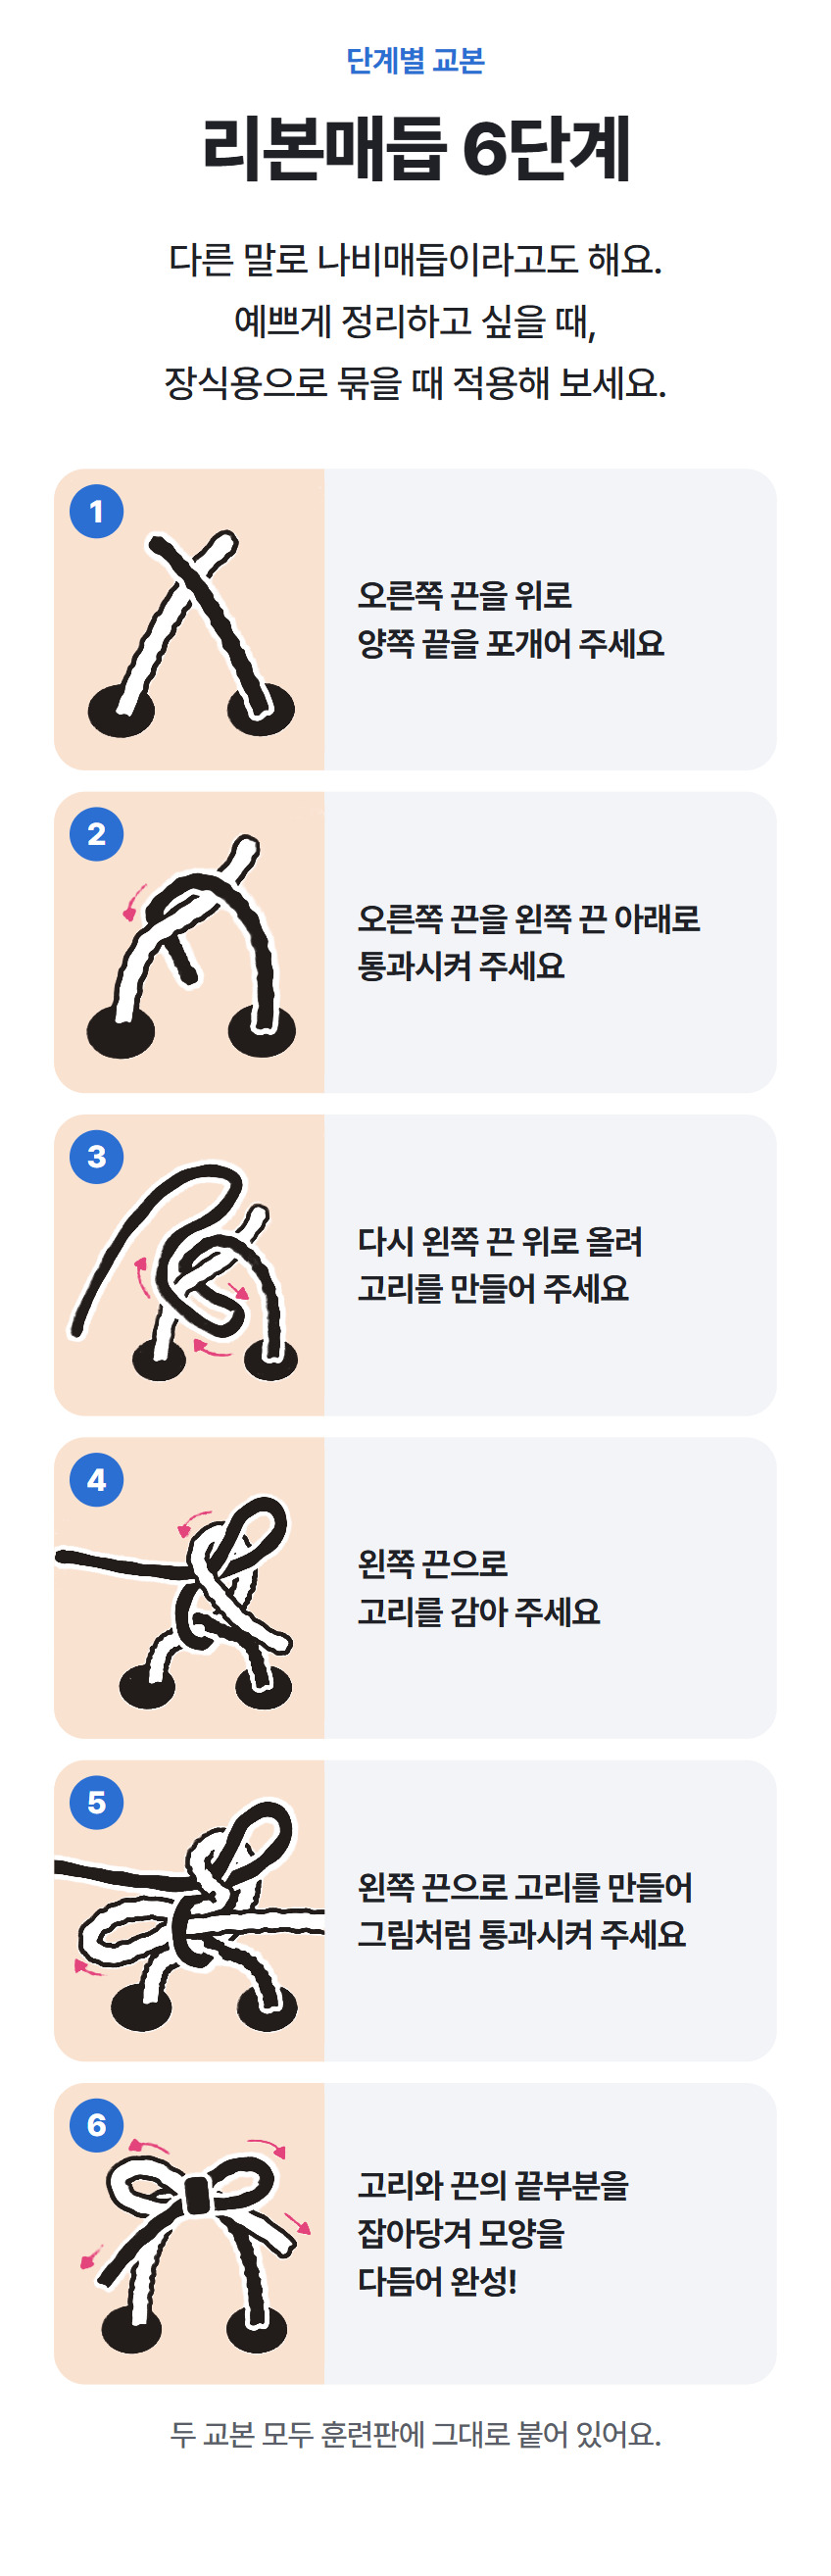 단계별 교본
리본매듭 6단계
다른 말로 나비매듭이라고도 해요.
예쁘게 정리하고 싶을 때,
장식용으로 묶을 때 적용해 보세요.
1
오른쪽 끈을 위로
양쪽 끝을 포개어 주세요
2
오른쪽 끈을 왼쪽 끈 아래로
통과시켜 주세요
3
다시 왼쪽 끈 위로 올려
고리를 만들어 주세요
4
왼쪽 끈으로
고리를 감아 주세요
5
왼쪽 끈으로 고리를 만들어
그림처럼 통과시켜 주세요
6
고리와 끈의 끝부분을
잡아당겨 모양을
다듬어 완성!
두 교본 모두 훈련판에 그대로 붙어 있어요.